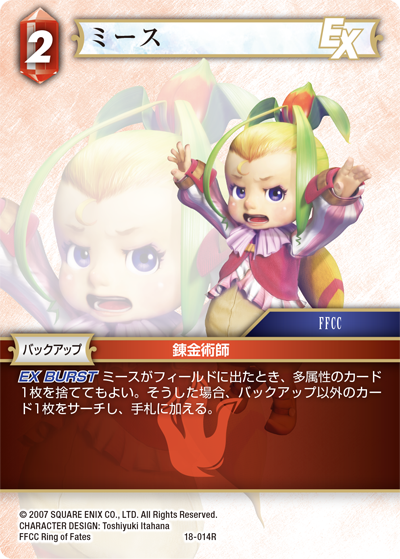 2
ミース
EX
FFCC
バックアップ
錬金術師
EX BURST ミースがフィールドに出たとき、多属性のカード
1枚を捨ててもよい。そうした場合、バックアップ以外のカー
ド1枚をサーチし、手札に加える。
© 2007 SQUARE ENIX CO., LTD. All Rights Reserved.
CHARACTER DESIGN: Toshiyuki Itahana
FFCC Ring of Fates
18-014R